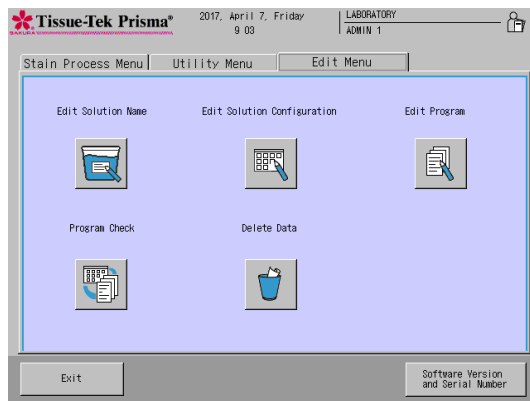 Tissue-Tek Prisma®
SAKURA
2017, April 7, Friday
9 03
LABORATORY
ADMIN 1
Stain Process Menu
Utility Menu
Edit Menu
Edit Solution Name
Edit Solution Configuration
Edit Program
Program Check
Delete Data
Exit
Software Version
and Serial Number